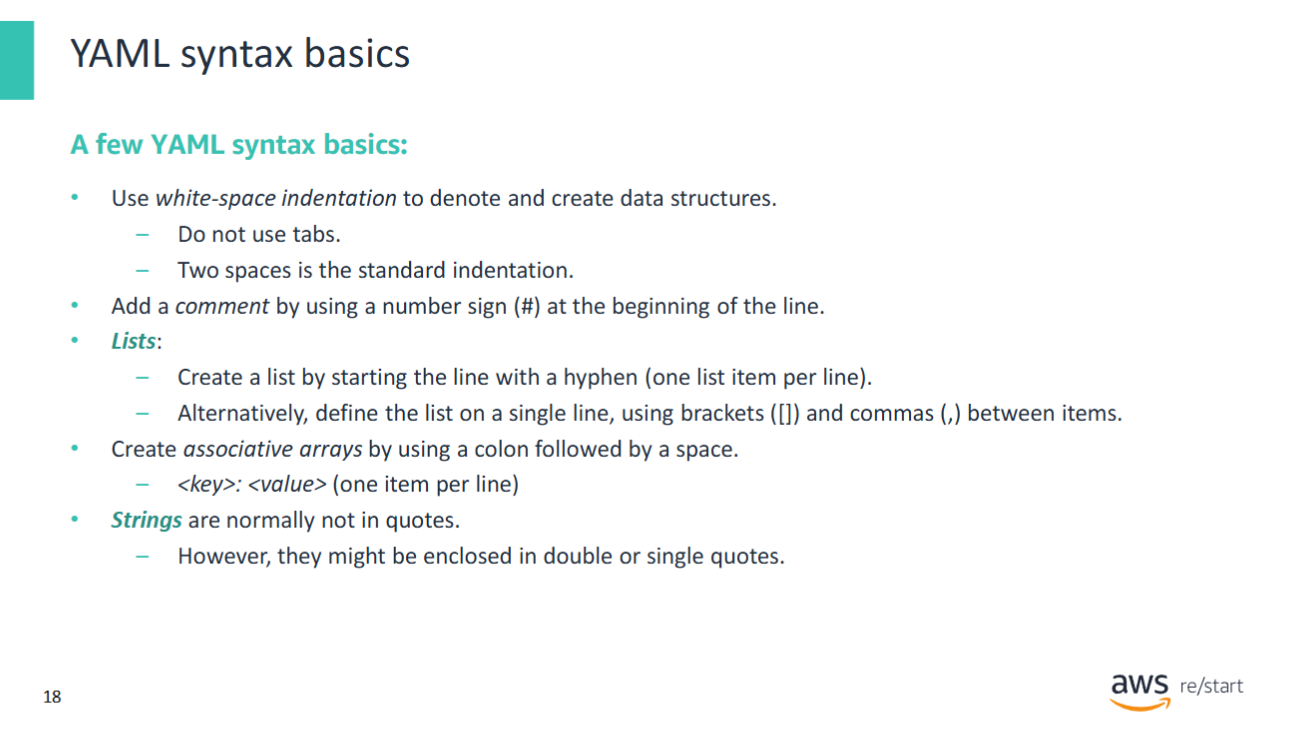 YAML syntax basics
A few YAML syntax basics:
• Use white-space indentation to denote and create data structures.
– Do not use tabs.
– Two spaces is the standard indentation.
• Add a comment by using a number sign (#) at the beginning of the line.
• Lists:
– Create a list by starting the line with a hyphen (one list item per line).
– Alternatively, define the list on a single line, using brackets ([]) and commas (,) between items.
• Create associative arrays by using a colon followed by a space.
– <key>: <value> (one item per line)
• Strings are normally not in quotes.
– However, they might be enclosed in double or single quotes.
18
aws re/start